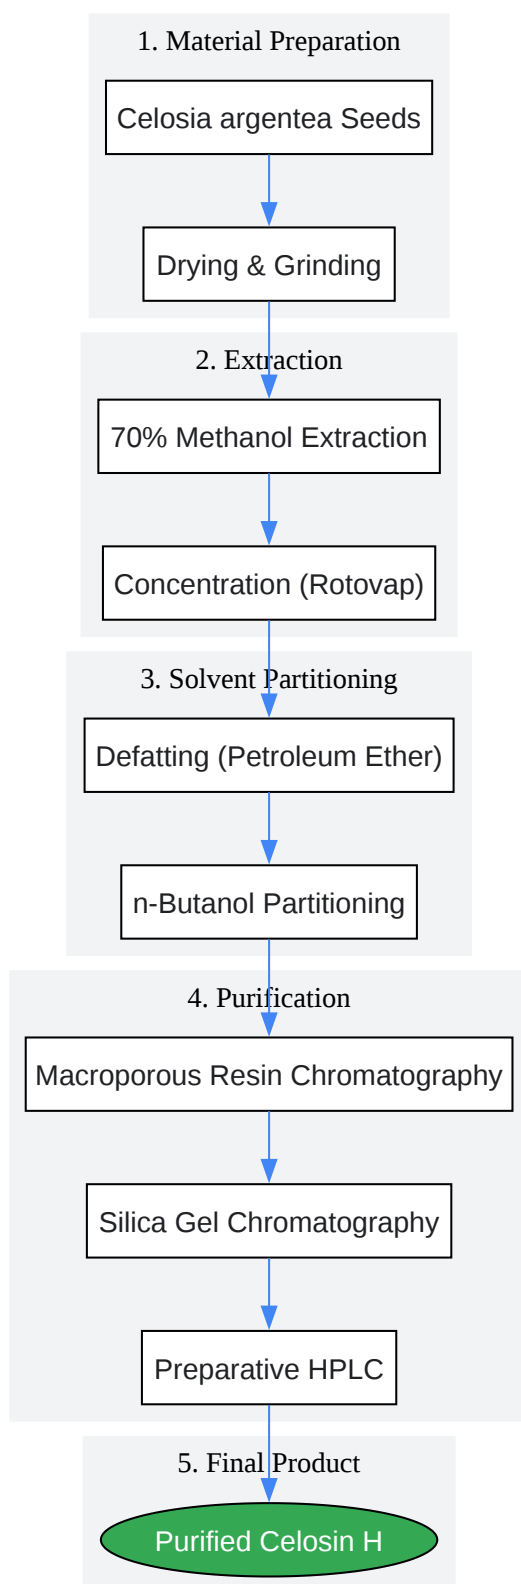 1. Material Preparation
Celosia argentea Seeds
Drying & Grinding
2. Extraction
70% Methanol Extraction
Concentration (Rotovap)
3. Solvent Partitioning
Defatting (Petroleum Ether)
n-Butanol Partitioning
4. Purification
Macroporous Resin Chromatography
Silica Gel Chromatography
Preparative HPLC
5. Final Product
Purified Celosin H